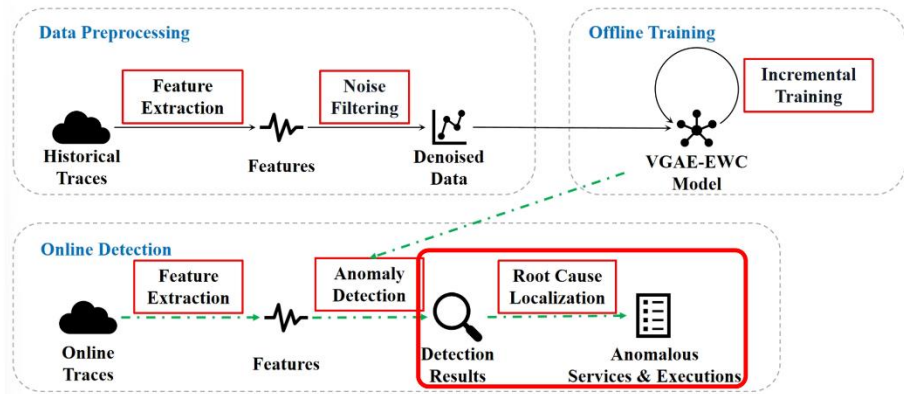 Data Preprocessing
Feature
Extraction
Noise
Filtering
Historical
Traces
Features
Denoised
Data
Offline Training
Incremental
Training
VGAE-EWC
Model
Online Detection
Feature
Extraction
Anomaly
Detection
Root Cause
Localization
Online
Traces
Features
Detection
Results
Anomalous
Services & Executions